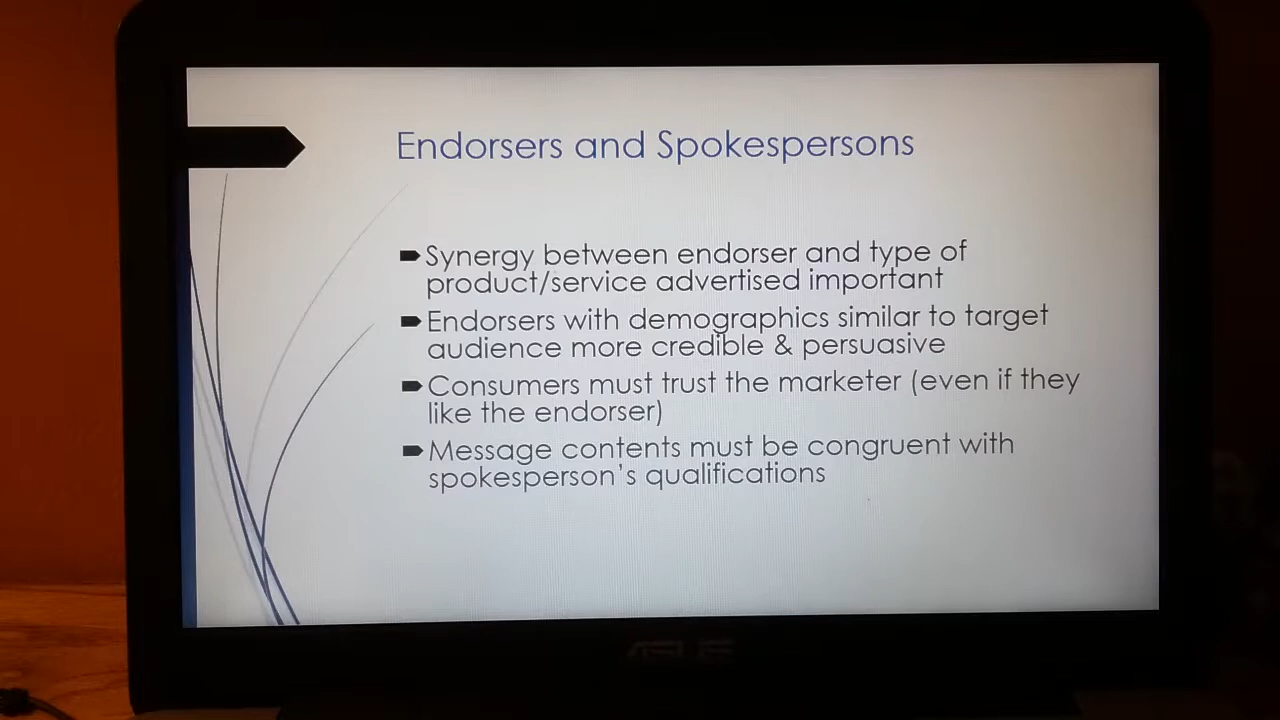 Endorsers and Spokespersons
Synergy between endorser and type of
product/service advertised important
Endorsers with demographics similar to target
audience more credible & persuasive
Consumers must trust the marketer (even if they
like the endorser)
Message contents must be congruent with
spokesperson's qualifications
ASUS